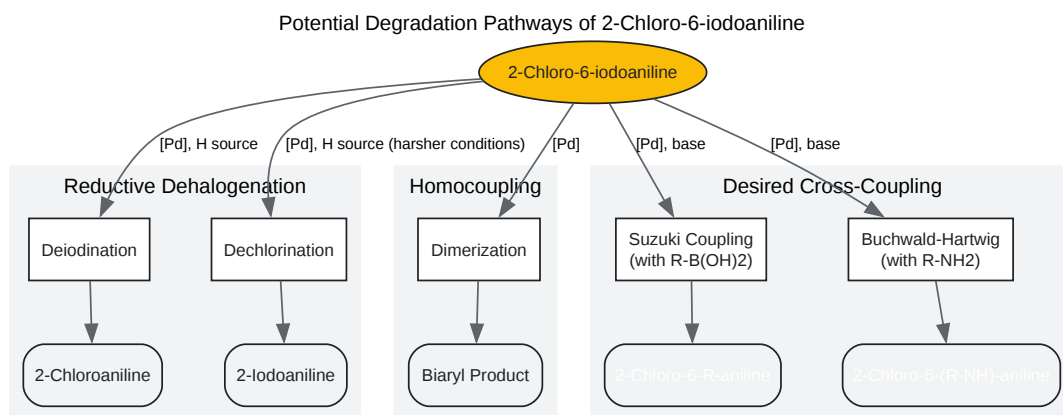 Potential Degradation Pathways of 2-Chloro-6-iodoaniline
2-Chloro-6-iodoaniline
[Pd], H source
[Pd], H source (harsher conditions)
[Pd]
[Pd], base
[Pd], base
Reductive Dehalogenation
Homocoupling
Desired Cross-Coupling
Deiodination
Dechlorination
Dimerization
Suzuki Coupling
(with R-B(OH)2)
Buchwald-Hartwig
(with R-NH2)
2-Chloroaniline
2-Iodoaniline
Biaryl Product
2-Chloro-6-R-aniline
2-Chloro-6-(R-NH)-aniline